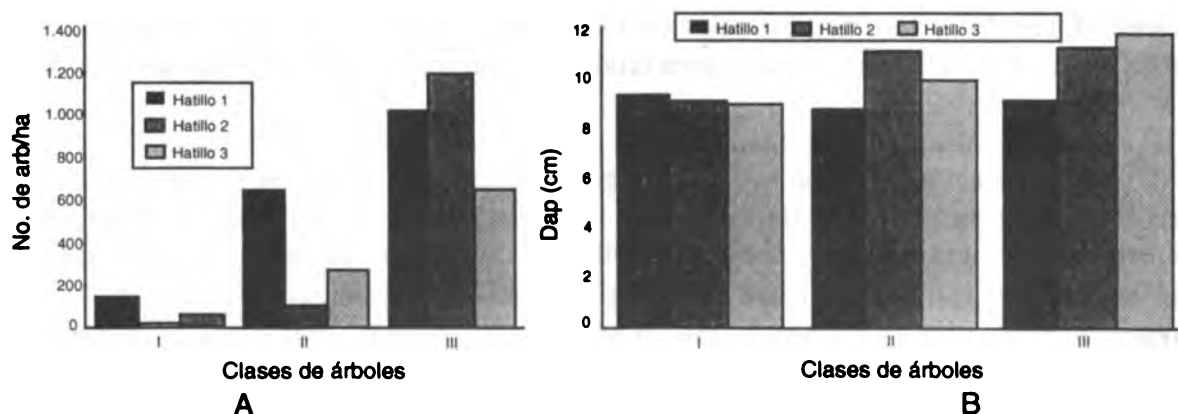 1.400
1.200
1.000
800
600
400
200
0
No. de arb/ha
Hatillo 1
Hatillo 2
Hatillo 3
I II III
Clases de árboles
A
Hatillo 1 Hatillo 2 Hatillo 3
12
10
8
6
4
2
0
Dap (cm)
I II III
Clases de árboles
B